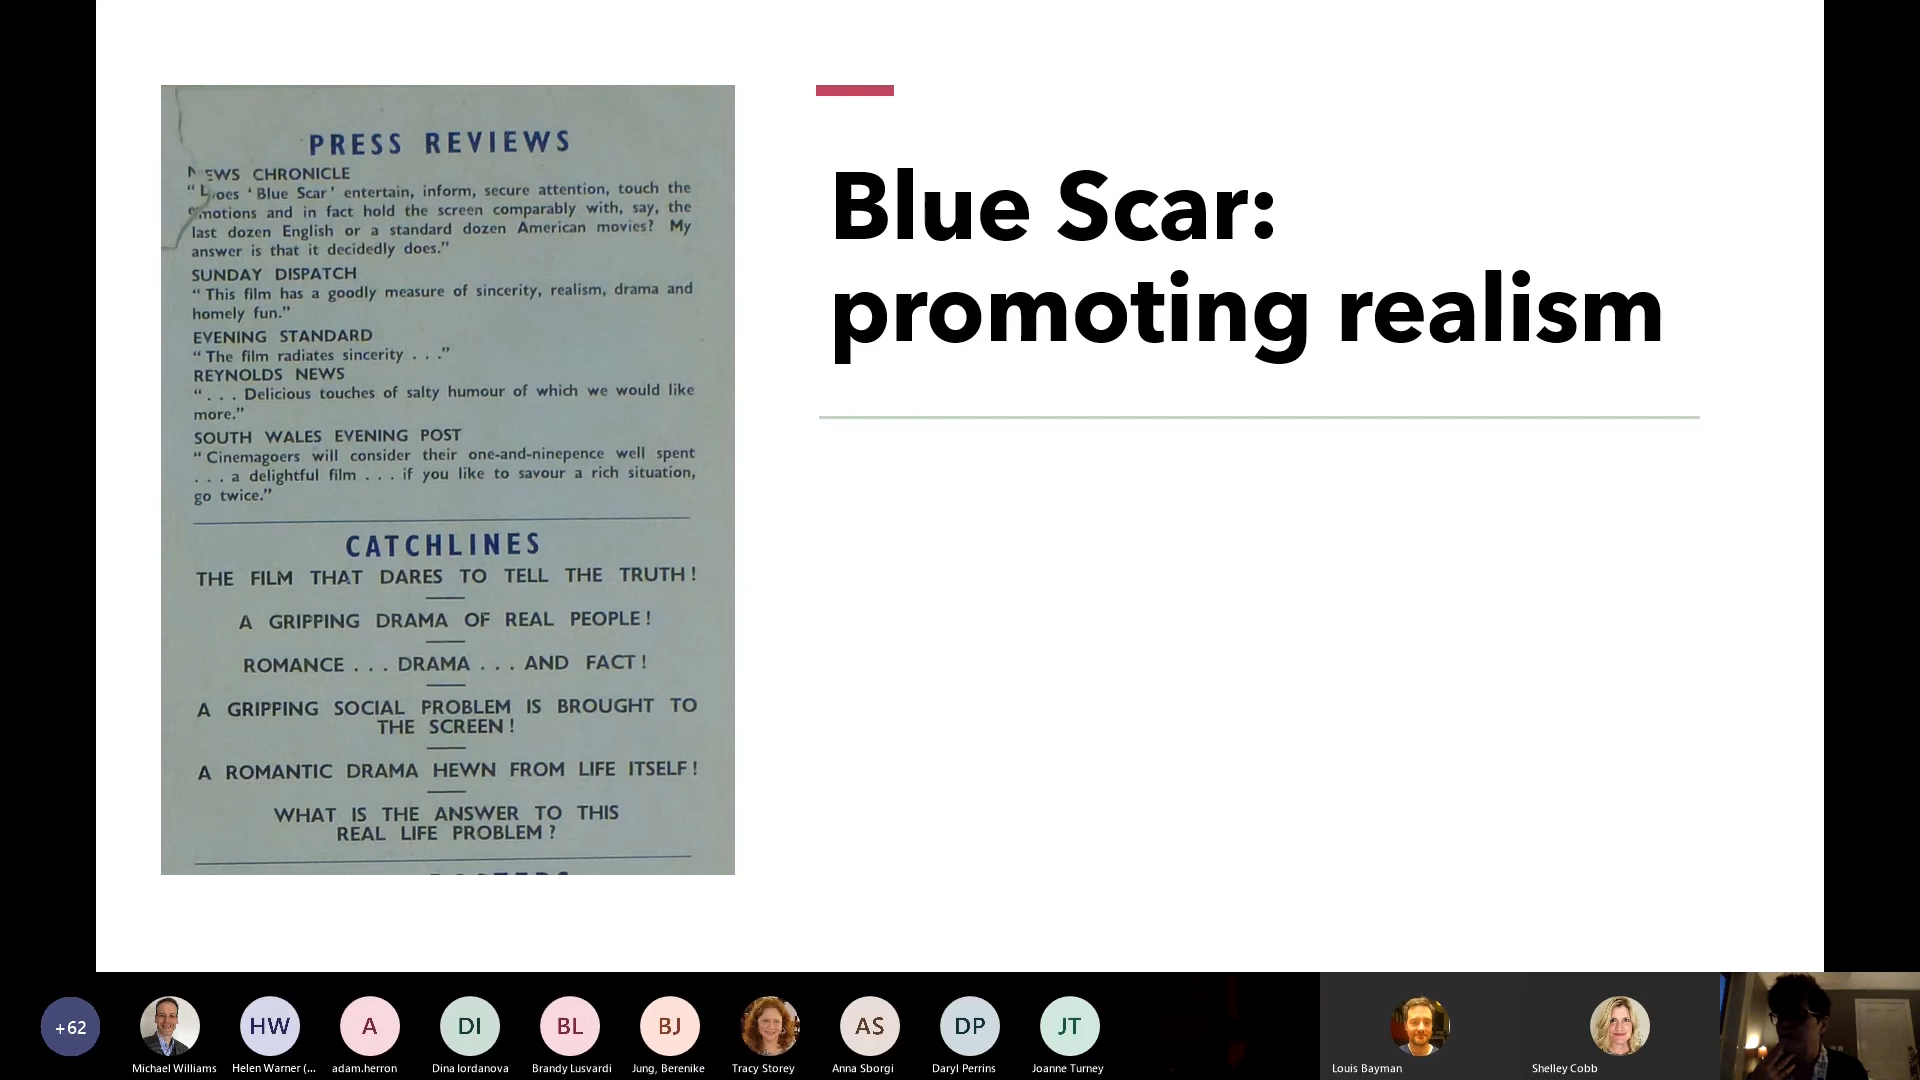 PRESS REVIEWS
NEWS CHRONICLE
“Does ‘Blue Scar’ entertain, inform, secure attention, touch the
emotions and in fact hold the screen comparably with, say, the
last dozen English or a standard dozen American movies? My
answer is that it decidedly does.”
SUNDAY DISPATCH
“This film has a goodly measure of sincerity, realism, drama and
homely fun.”
EVENING STANDARD
“The film radiates sincerity . . .”
REYNOLDS NEWS
“. . . Delicious touches of salty humour of which we would like
more.”
SOUTH WALES EVENING POST
“Cinemagoers will consider their one-and-ninepence well spent
. . . a delightful film . . . if you like to savour a rich situation,
go twice.”
CATCHLINES
THE FILM THAT DARES TO TELL THE TRUTH!
A GRIPPING DRAMA OF REAL PEOPLE!
ROMANCE . . . DRAMA . . . AND FACT!
A GRIPPING SOCIAL PROBLEM IS BROUGHT TO
THE SCREEN!
A ROMANTIC DRAMA HEWN FROM LIFE ITSELF!
WHAT IS THE ANSWER TO THIS
REAL LIFE PROBLEM?
Blue Scar:
promoting realism
+62
HW
A
DI
BL
BJ
AS
DP
JT
Michael Williams
Helen Warner (...
adam.herron
Dina Iordanova
Brandy Lusvardi
Jung, Berenike
Tracy Storey
Anna Sborgi
Daryl Perrins
Joanne Turney
Louis Bayman
Shelley Cobb